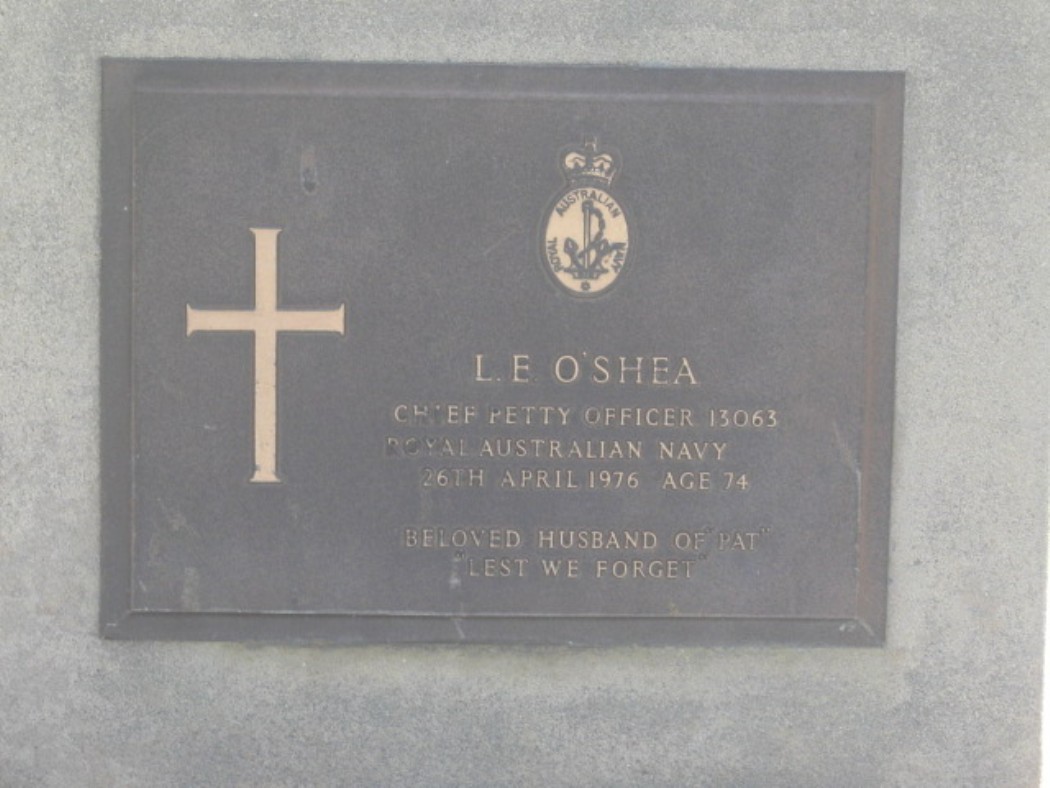 ROYAL AUSTRALIAN NAVY
L.E. O'SHEA
CHIEF PETTY OFFICER 13063
ROYAL AUSTRALIAN NAVY
26TH APRIL 1976 AGE 74
BELOVED HUSBAND OF "PAT"
"LEST WE FORGET"